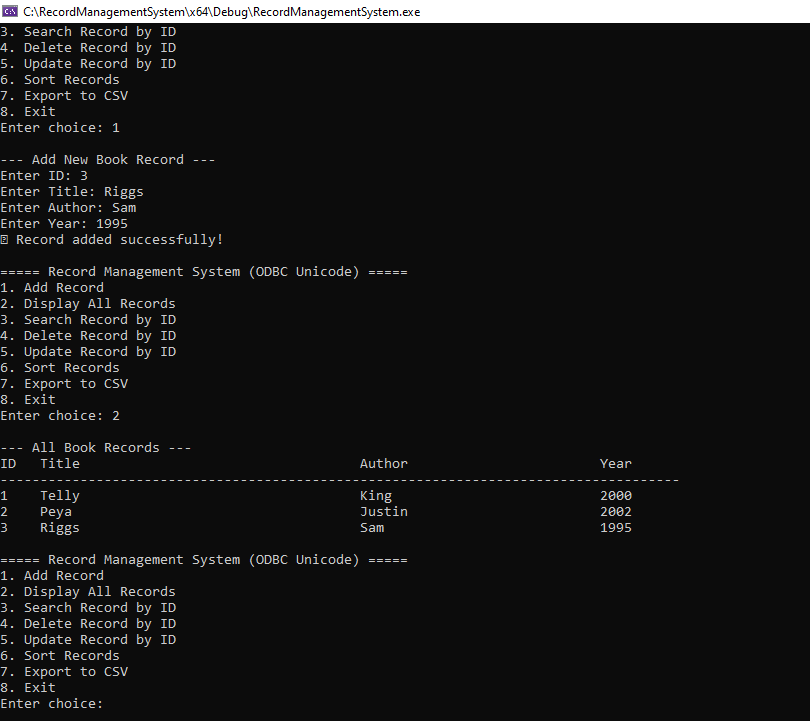 C:\RecordManagementSystem\x64\Debug\RecordManagementSystem.exe
3. Search Record by ID
4. Delete Record by ID
5. Update Record by ID
6. Sort Records
7. Export to CSV
8. Exit
Enter choice: 1
--- Add New Book Record ---
Enter ID: 3
Enter Title: Riggs
Enter Author: Sam
Enter Year: 1995
Record added successfully!
===== Record Management System (ODBC Unicode) =====
1. Add Record
2. Display All Records
3. Search Record by ID
4. Delete Record by ID
5. Update Record by ID
6. Sort Records
7. Export to CSV
8. Exit
Enter choice: 2
--- All Book Records ---
ID Title Author Year
-------------------------------------------------------------------------------------
1 Telly King 2000
2 Peya Justin 2002
3 Riggs Sam 1995
===== Record Management System (ODBC Unicode) =====
1. Add Record
2. Display All Records
3. Search Record by ID
4. Delete Record by ID
5. Update Record by ID
6. Sort Records
7. Export to CSV
8. Exit
Enter choice: